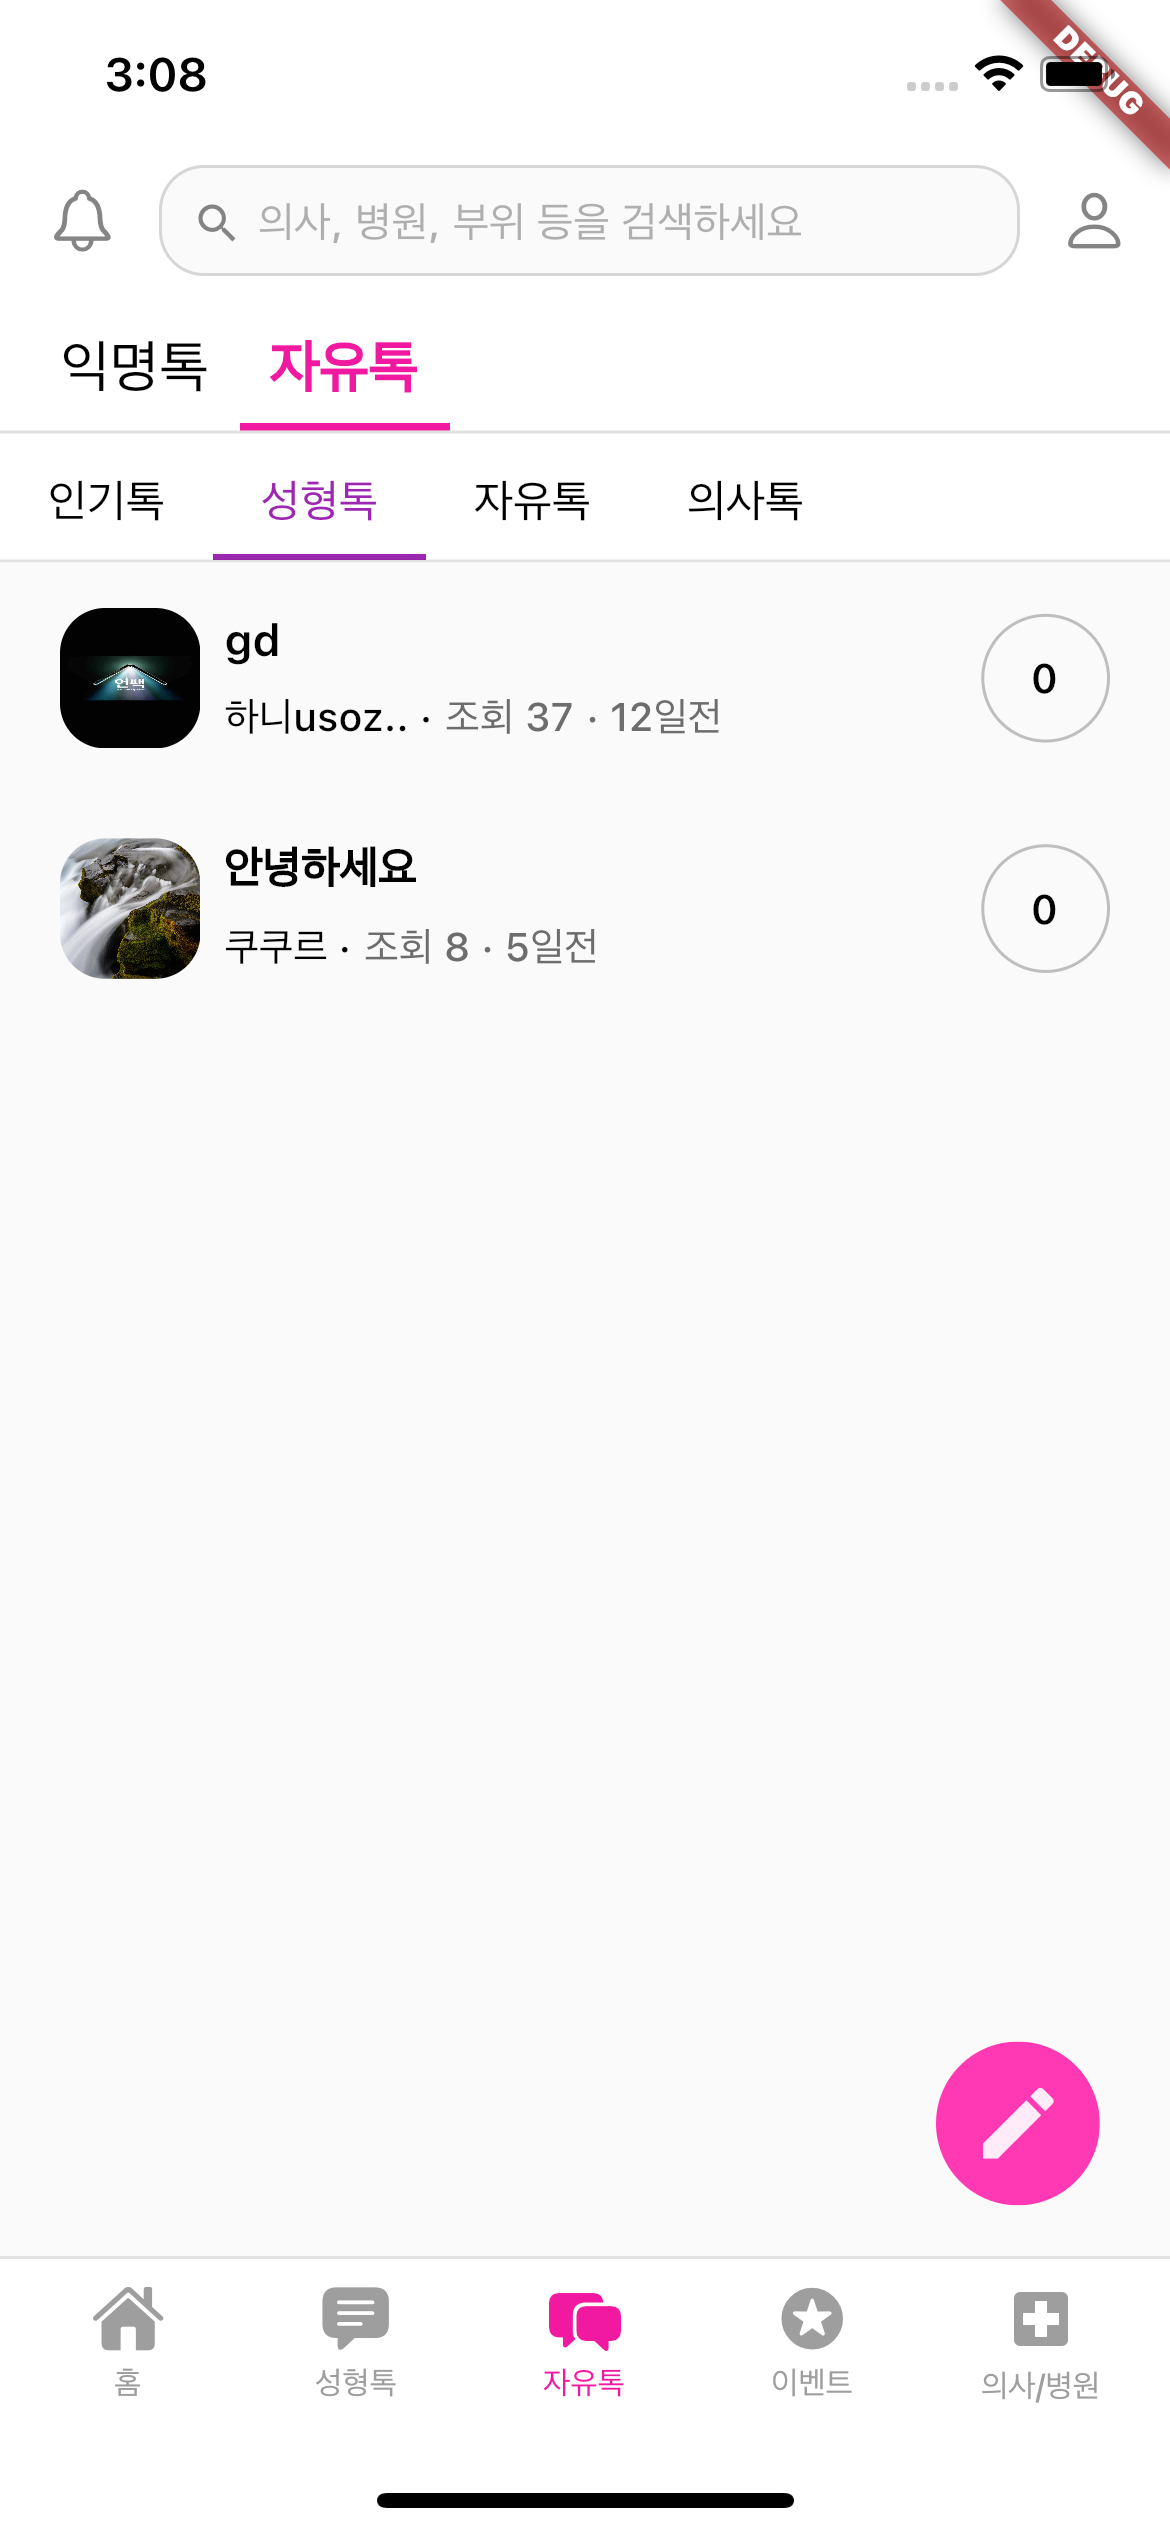 3:08
DEBUG
의사, 병원, 부위 등을 검색하세요
익명톡 자유톡
인기톡 성형톡 자유톡 의사톡
gd
하니usoz.. · 조회 37 · 12일전
0
언팩
안녕하세요
쿠쿠르 · 조회 8 · 5일전
0
홈 성형톡 자유톡 이벤트 의사/병원